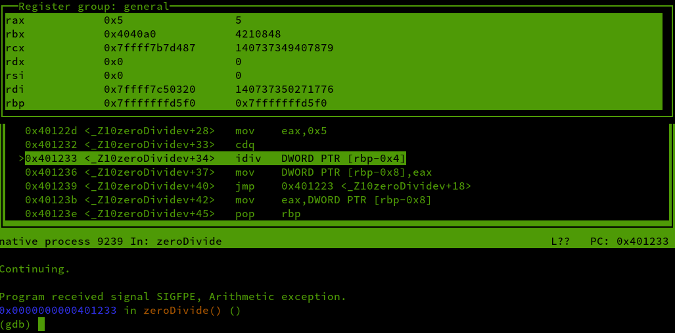 Register group: general
rax 0x5 5
rbx 0x4040a0 4210848
rcx 0x7ffff7b7d487 140737349407879
rdx 0x0 0
rsi 0x0 0
rdi 0x7ffff7c50320 140737350271776
rbp 0x7fffffffd5f0 0x7fffffffd5f0
0x40122d <_Z10zeroDividev+28> mov eax,0x5
0x401232 <_Z10zeroDividev+33> cdq
>0x401233 <_Z10zeroDividev+34> idiv DWORD PTR [rbp-0x4]
0x401236 <_Z10zeroDividev+37> mov DWORD PTR [rbp-0x8],eax
0x401239 <_Z10zeroDividev+40> jmp 0x401223 <_Z10zeroDividev+18>
0x40123b <_Z10zeroDividev+42> mov eax,DWORD PTR [rbp-0x8]
0x40123e <_Z10zeroDividev+45> pop rbp
native process 9239 In: zeroDivide L?? PC: 0x401233
Continuing.
Program received signal SIGFPE, Arithmetic exception.
0x0000000000401233 in zeroDivide() ()
(gdb)